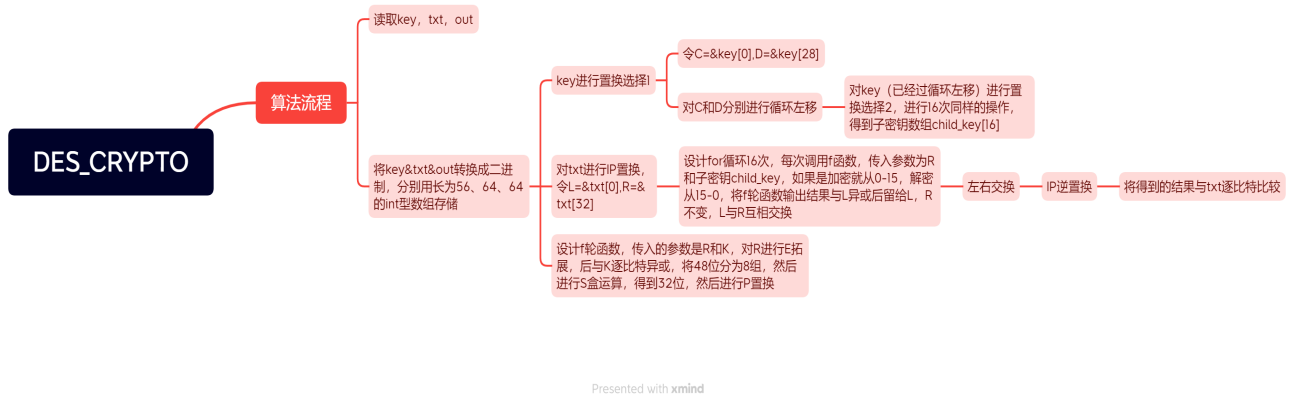 DES_CRYPTO
算法流程
读取key，txt，out
将key&txt&out转换成二进
制，分别用长为56、64、64
的int型数组存储
key进行置换选择1
令C=&key[0],D=&key[28]
对C和D分别进行循环左移
对key（已经过循环左移）进行置
换选择2，进行16次同样的操作，
得到子密钥数组child_key[16]
对txt进行IP置换，
令L=&txt[0],R=&
txt[32]
设计for循环16次，每次调用f函数，传入参数为R
和子密钥child_key，如果是加密就从0-15，解密
从15-0，将f轮函数输出结果与L异或后留给L，R
不变，L与R互相交换
左右交换
IP逆置换
将得到的结果与txt逐比特比较
设计f轮函数，传入的参数是R和K，对R进行E拓
展，后与K逐比特异或，将48位分为8组，然后
进行S盒运算，得到32位，然后进行P置换
Presented with xmind